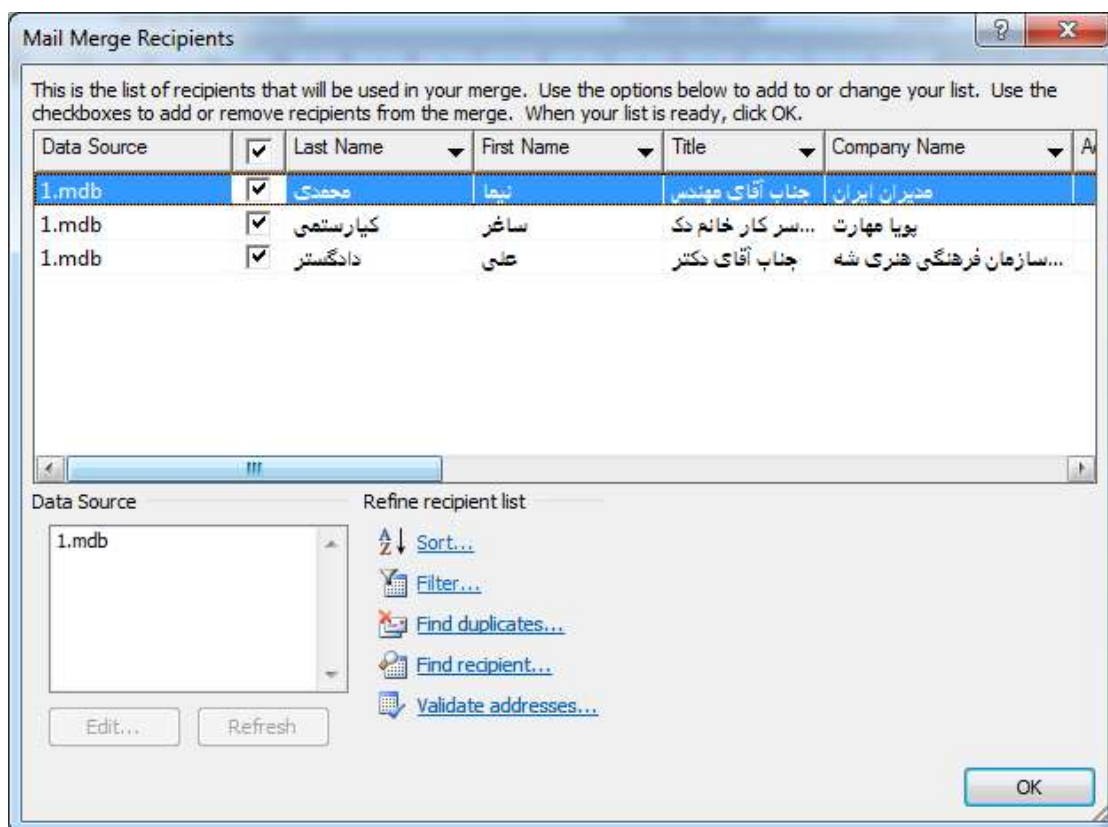 Mail Merge Recipients
This is the list of recipients that will be used in your merge. Use the options below to add to or change your list. Use the
checkboxes to add or remove recipients from the merge. When your list is ready, click OK.
Data Source Last Name First Name Title Company Name A
1.mdb محمدی نیما جناب آقای مهندس مدیران ایران
1.mdb کیارستمی ساغر سر کار خانم دک... پویا مهارت
1.mdb دادگستر علی جناب آقای دکتر سازمان فرهنگی هنری شه...
Data Source Refine recipient list
1.mdb
Sort...
Filter...
Find duplicates...
Find recipient...
Validate addresses...
Edit... Refresh
OK